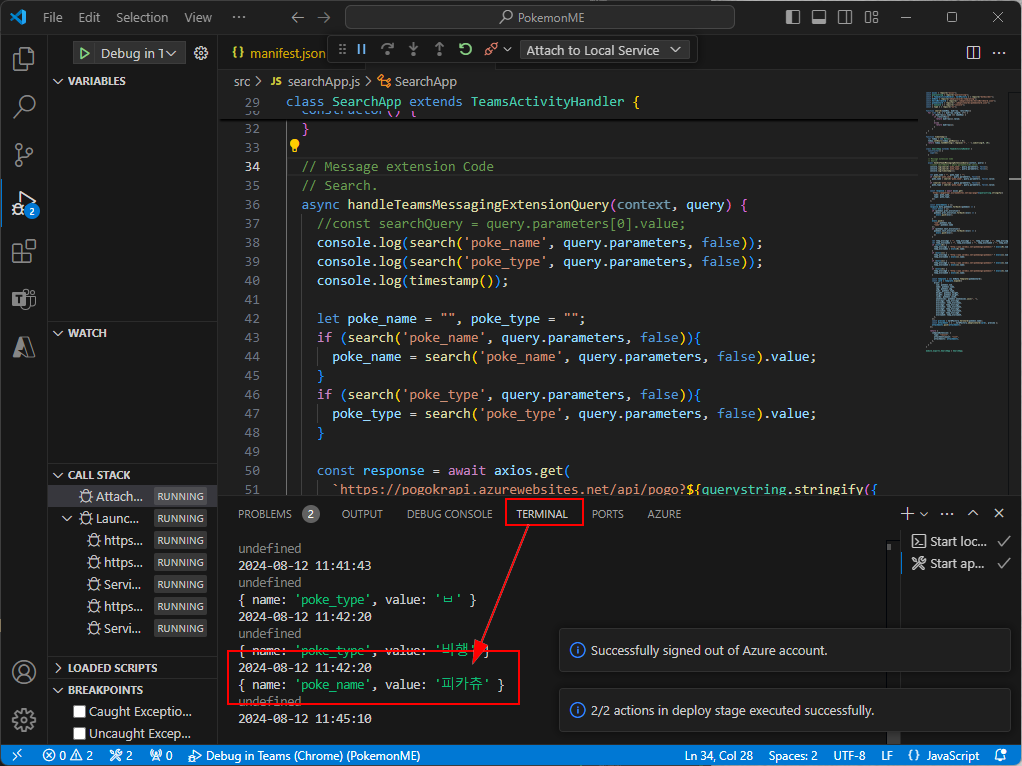 File Edit Selection View ··· PokemonME
Debug in 1
manifest.json
Attach to Local Service
VARIABLES
src > JS searchApp.js > SearchApp
29 class SearchApp extends TeamsActivityHandler {
30 constructor() {
32 }
33
34 // Message extension Code
35 // Search.
36 async handleTeamsMessagingExtensionQuery(context, query) {
37 //const searchQuery = query.parameters[0].value;
38 console.log(search('poke_name', query.parameters, false));
39 console.log(search('poke_type', query.parameters, false));
40 console.log(timestamp());
41
42 let poke_name = "", poke_type = "";
43 if (search('poke_name', query.parameters, false)){
44 poke_name = search('poke_name', query.parameters, false).value;
45 }
46 if (search('poke_type', query.parameters, false)){
47 poke_type = search('poke_type', query.parameters, false).value;
48 }
49
50 const response = await axios.get(
51 `https://pogokrapi.azurewebsites.net/api/pogo?${querystring.stringify({
2
WATCH
CALL STACK
Attach... RUNNING
Launc... RUNNING
https... RUNNING
https... RUNNING
Servi... RUNNING
https... RUNNING
Servi... RUNNING
LOADED SCRIPTS
BREAKPOINTS
Caught Exceptio...
Uncaught Excep...
PROBLEMS 2 OUTPUT DEBUG CONSOLE TERMINAL PORTS AZURE
undefined
2024-08-12 11:41:43
undefined
{ name: 'poke_type', value: 'ㅂ' }
2024-08-12 11:42:20
undefined
{ name: 'poke_type', value: '비행' }
2024-08-12 11:42:20
{ name: 'poke_name', value: '피카츄' }
undefined
2024-08-12 11:45:10
Start loc...
Start ap...
Successfully signed out of Azure account.
2/2 actions in deploy stage executed successfully.
0 2 2 0 Debug in Teams (Chrome) (PokemonME) Ln 34, Col 28 Spaces: 2 UTF-8 LF {} JavaScript